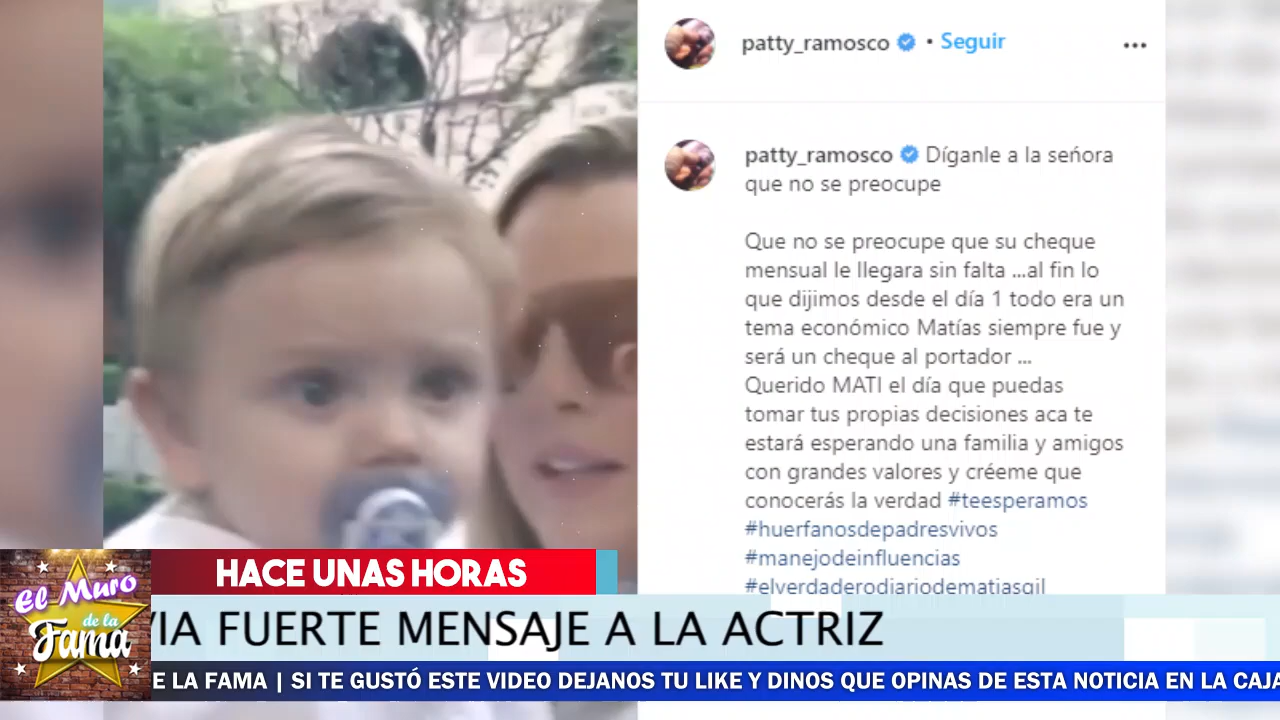 patty_ramosco • Seguir
patty_ramosco Díganle a la seńora
que no se preocupe
Que no se preocupe que su cheque
mensual le llegara sin falta ...al fin lo
que dijimos desde el día 1 todo era un
tema económico Matías siempre fue y
será un cheque al portador ...
Querido MATI el día que puedas
tomar tus propias decisiones aca te
estará esperando una familia y amigos
con grandes valores y créeme que
conocerás la verdad #teesperamos
#huerfanosdepadresvivos
#manejodeinfluencias
#elverdaderodiariodematiasgil
HACE UNAS HORAS
El Muro
de la
Fama
VIA FUERTE MENSAJE A LA ACTRIZ
E LA FAMA | SI TE GUSTÓ ESTE VIDEO DEJANOS TU LIKE Y DINOS QUE OPINAS DE ESTA NOTICIA EN LA CAJA